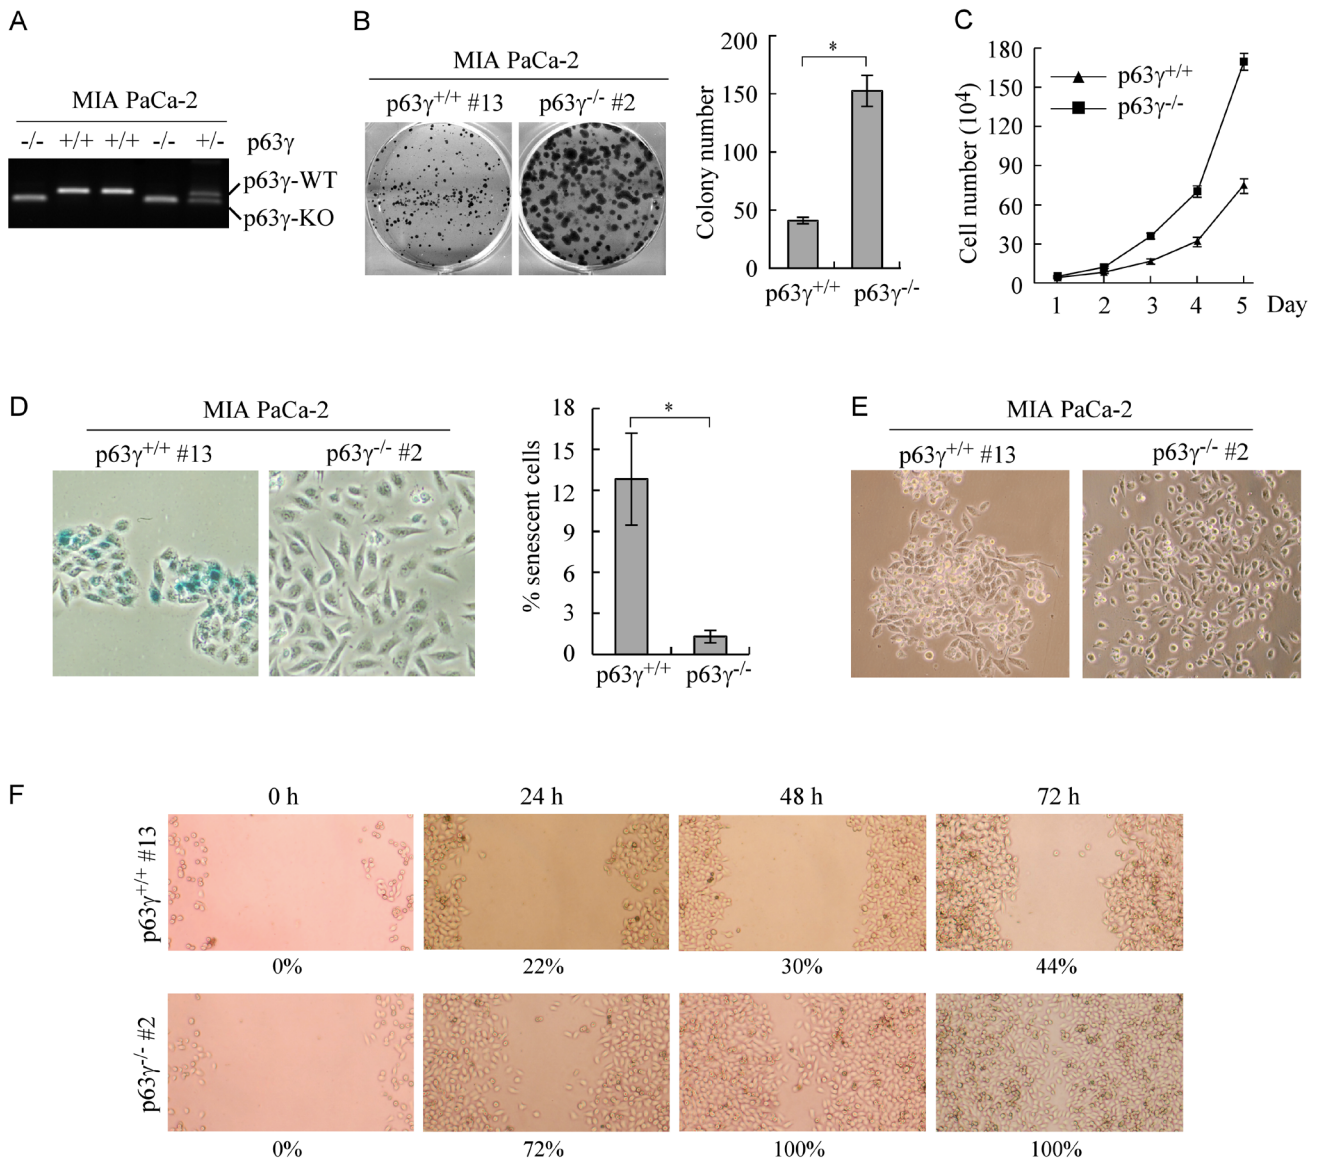 A
MIA PaCa-2
-/- +/+ +/+ -/- +/- p63γ
p63γ-WT
p63γ-KO
B
MIA PaCa-2
p63γ+/+ #13 p63γ-/- #2
Colony number
200
150
100
50
0
*
p63γ+/+ p63γ-/-
C
Cell number (10⁴)
180
150
120
90
60
30
0
p63γ+/+
p63γ-/-
1 2 3 4 5 Day
D
MIA PaCa-2
p63γ+/+ #13 p63γ-/- #2
% senescent cells
18
15
12
9
6
3
0
*
p63γ+/+ p63γ-/-
E
MIA PaCa-2
p63γ+/+ #13 p63γ-/- #2
F
0 h 24 h 48 h 72 h
p63γ+/+ #13
0% 22% 30% 44%
p63γ-/- #2
0% 72% 100% 100%